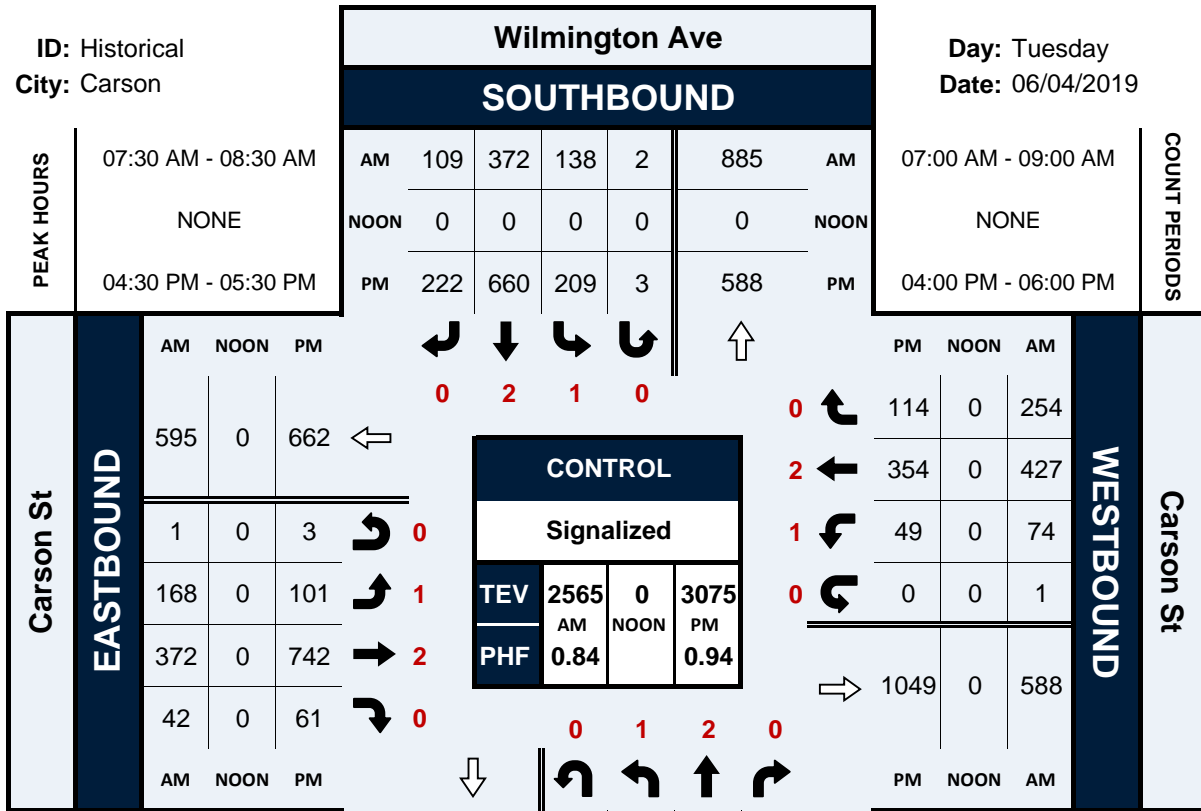 Wilmington Ave
ID: Historical
Day: Tuesday
City: Carson
Date: 06/04/2019
SOUTHBOUND
PEAK HOURS
07:30 AM - 08:30 AM
NONE
04:30 PM - 05:30 PM
AM 109 372 138 2 885 AM
NOON 0 0 0 0 0 NOON
PM 222 660 209 3 588 PM
07:00 AM - 09:00 AM
NONE
04:00 PM - 06:00 PM
COUNT PERIODS
0 2 1 0
Carson St
EASTBOUND
AM NOON PM
595 0 662
1 0 3 0
168 0 101 1
372 0 742 2
42 0 61 0
AM NOON PM
CONTROL
Signalized
TEV 2565 0 3075
AM NOON PM
PHF 0.84 0.94
PM NOON AM
0 114 0 254
2 354 0 427
1 49 0 74
0 0 0 1
1049 0 588
PM NOON AM
WESTBOUND
Carson St
0 1 2 0